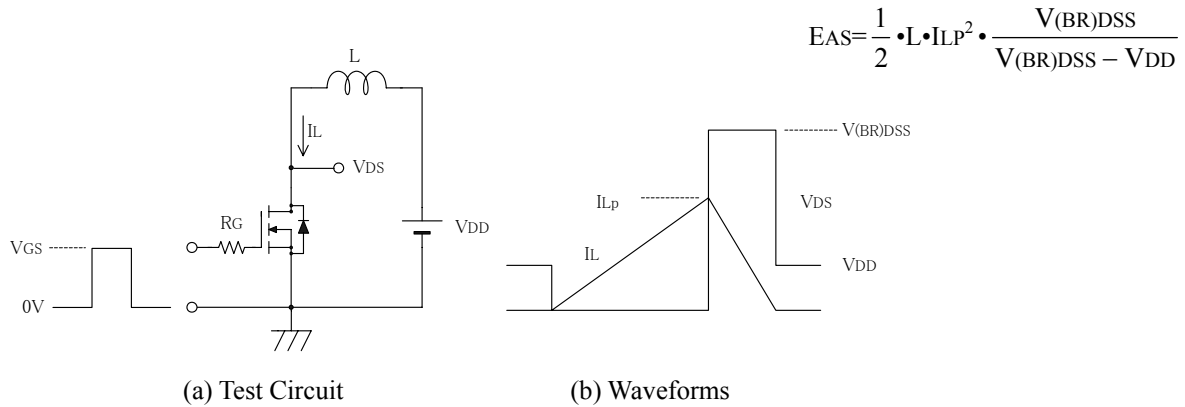 EAS=1/2 •L•ILP² • V(BR)DSS / V(BR)DSS – VDD
L
IL
VDS
RG
VDD
VGS
0V
V(BR)DSS
ILp
VDS
IL
VDD
(a) Test Circuit
(b) Waveforms